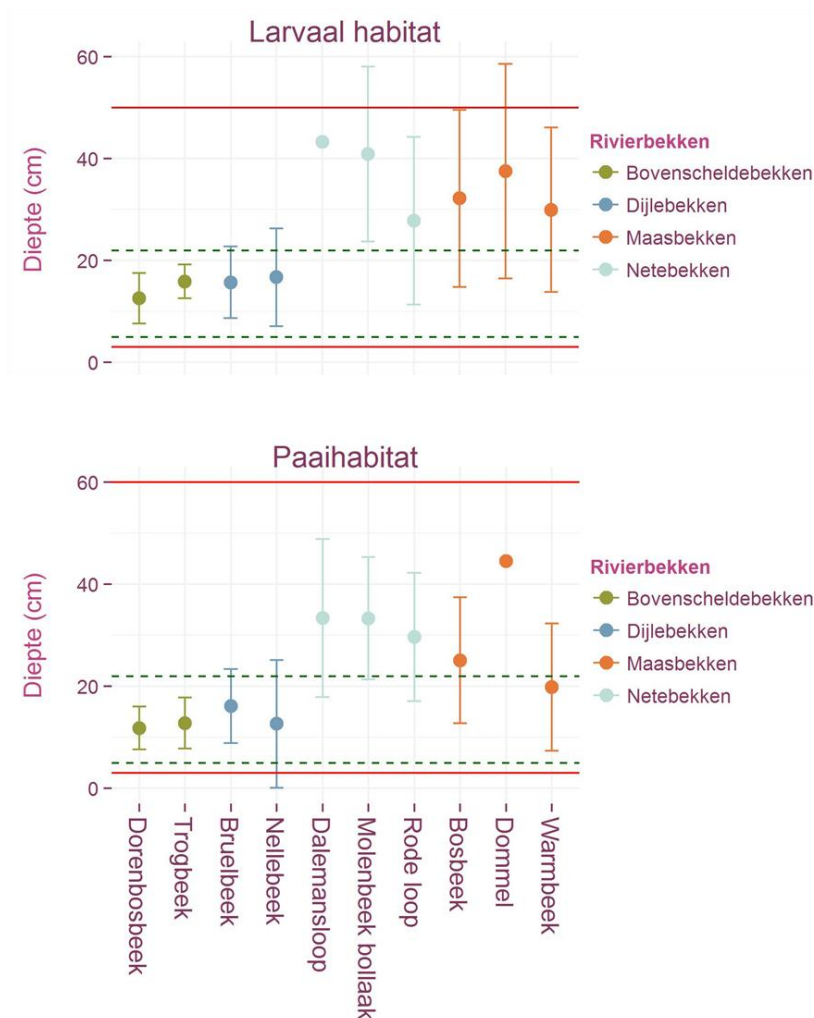 Larvaal habitat
60
40
20
0
Diepte (cm)
Rivierbekken
Bovenscheldebekken
Dijlebekken
Maasbekken
Netebekken
Paaihabitat
60
40
20
0
Diepte (cm)
Rivierbekken
Bovenscheldebekken
Dijlebekken
Maasbekken
Netebekken
Dorenbosbeek
Trogbeek
Bruelbeek
Nellebeek
Dalemansloop
Molenbeek bollaak
Rode loop
Bosbeek
Dommel
Warmbeek